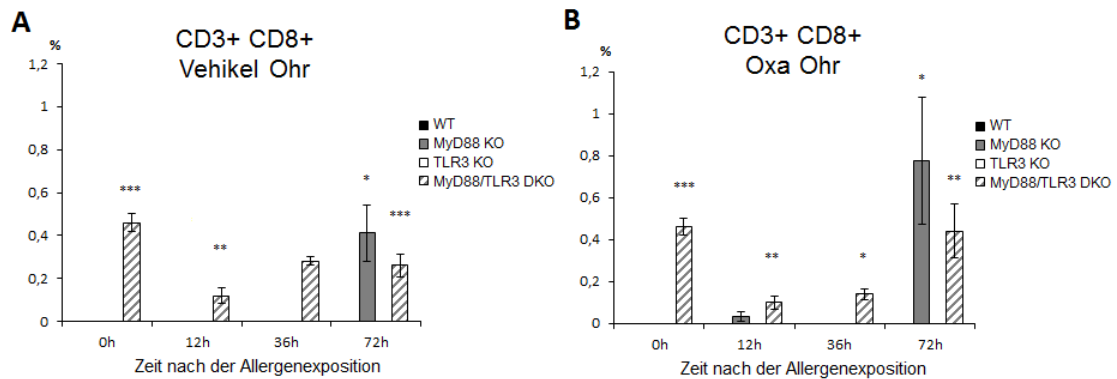 A
CD3+ CD8+
Vehikel Ohr
%
1,2
1
0,8
0,6
0,4
0,2
0
***
**
*
***
WT
MyD88 KO
TLR3 KO
MyD88/TLR3 DKO
0h 12h 36h 72h
Zeit nach der Allergenexposition
B
CD3+ CD8+
Oxa Ohr
%
1,2
1
0,8
0,6
0,4
0,2
0
***
**
*
*
**
WT
MyD88 KO
TLR3 KO
MyD88/TLR3 DKO
0h 12h 36h 72h
Zeit nach der Allergenexposition